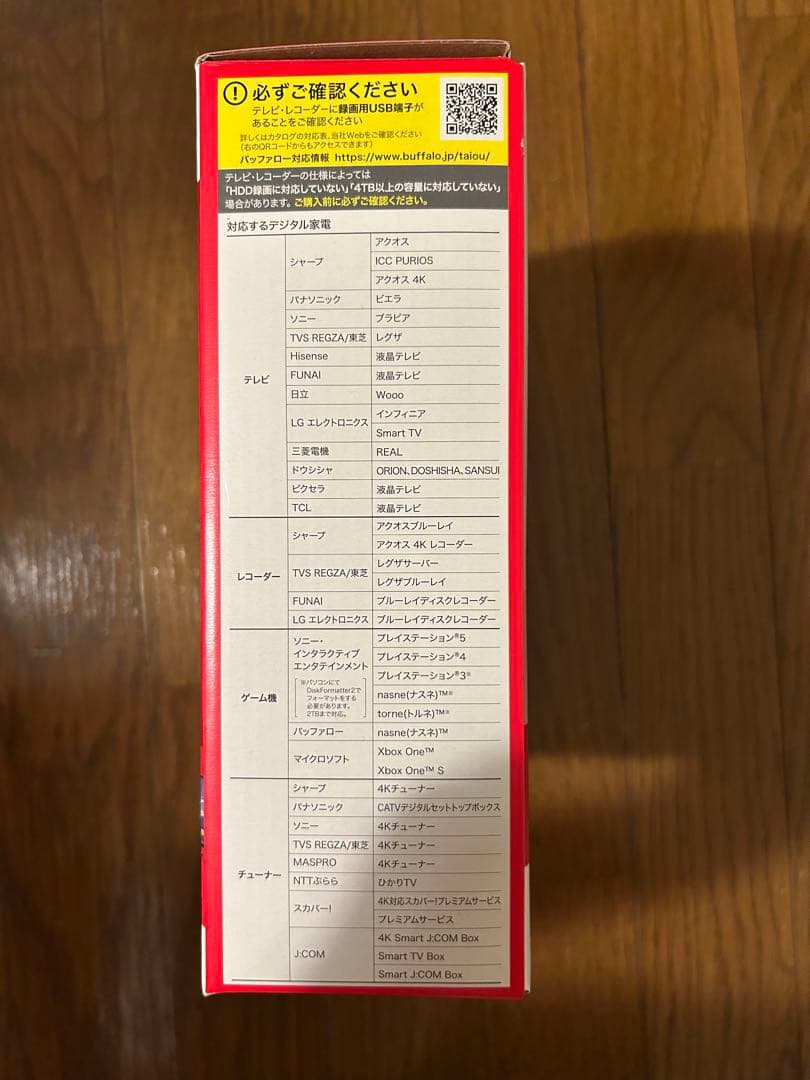 必ずご確認ください
テレビ・レコーダーに録画用USB端子が
あることをご確認ください
詳しくはカタログの対応表、当社Webをご確認ください
(右のQRコードからもアクセスできます)
バッファロー対応情報 https://www.buffalo.jp/taiou/
テレビ・レコーダーの仕様によっては
「HDD録画に対応していない」「4TB以上の容量に対応していない」
場合があります。ご購入前に必ずご確認ください。
対応するデジタル家電
テレビ
シャープ
アクオス
ICC PURIOS
アクオス 4K
パナソニック ビエラ
ソニー ブラビア
TVS REGZA/東芝 レグザ
Hisense 液晶テレビ
FUNAI 液晶テレビ
日立 Wooo
LG エレクトロニクス
インフィニア
Smart TV
三菱電機 REAL
ドウシシャ ORION、DOSHISHA、SANSUI
ピクセラ 液晶テレビ
TCL 液晶テレビ
レコーダー
シャープ
アクオスブルーレイ
アクオス 4K レコーダー
TVS REGZA/東芝
レグザサーバー
レグザブルーレイ
FUNAI ブルーレイディスクレコーダー
LG エレクトロニクス ブルーレイディスクレコーダー
ゲーム機
ソニー・
インタラクティブ
エンタテインメント
※パソコンにて
DiskFormatter2で
フォーマットをする
必要があります。
2TBまで対応。
プレイステーション®5
プレイステーション®4
プレイステーション®3※
nasne(ナスネ)™※
torne(トルネ)™※
バッファロー nasne(ナスネ)™
マイクロソフト
Xbox One™
Xbox One™ S
チューナー
シャープ 4Kチューナー
パナソニック CATVデジタルセットトップボックス
ソニー 4Kチューナー
TVS REGZA/東芝 4Kチューナー
MASPRO 4Kチューナー
NTTぷらら ひかりTV
スカパー!
4K対応スカパー!プレミアムサービス
プレミアムサービス
J:COM
4K Smart J:COM Box
Smart TV Box
Smart J:COM Box